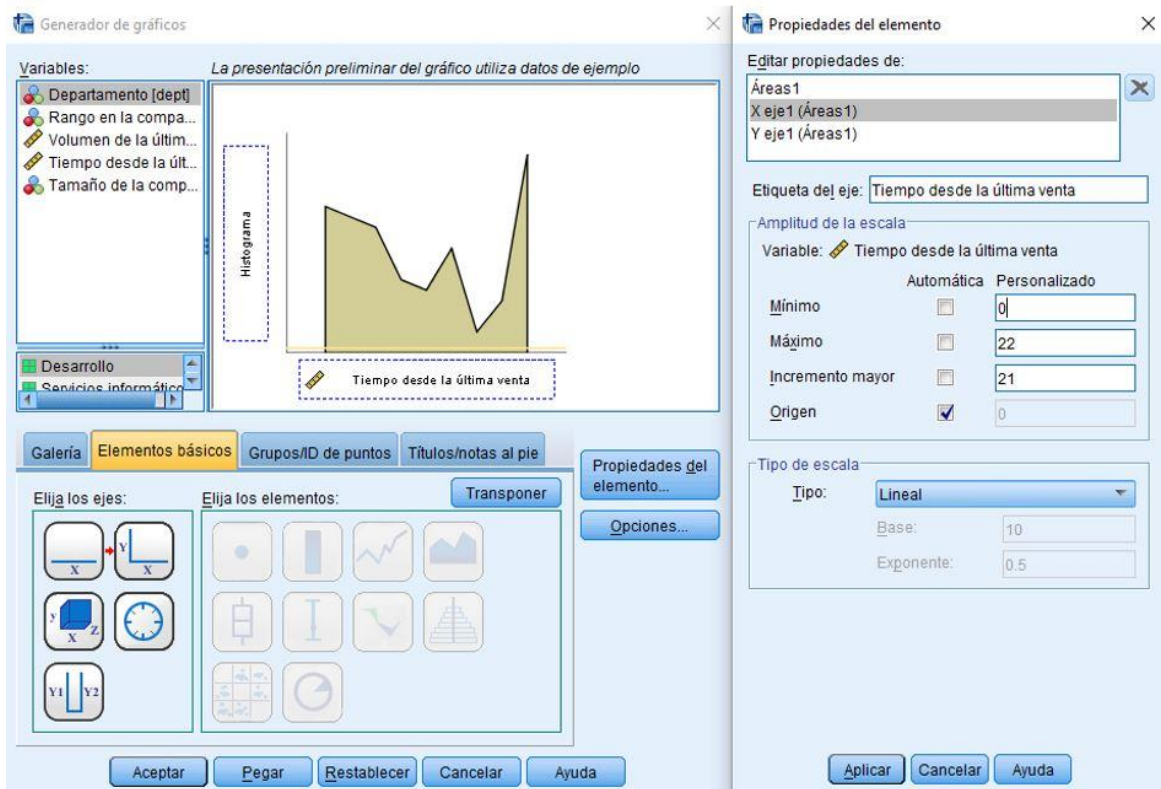 Generador de gráficos
Variables:
La presentación preliminar del gráfico utiliza datos de ejemplo
Departamento [dept]
Rango en la compa...
Volumen de la últim...
Tiempo desde la últ...
Tamaño de la comp...
Desarrollo
Servicios informático
Histograma
Tiempo desde la última venta
Galería
Elementos básicos
Grupos/ID de puntos
Títulos/notas al pie
Propiedades del elemento...
Opciones...
Elija los ejes:
Elija los elementos:
Transponer
X
Y
X
y
X
Z
Y1
Y2
Aceptar
Pegar
Restablecer
Cancelar
Ayuda
Propiedades del elemento
Editar propiedades de:
Áreas1
X eje1 (Áreas1)
Y eje1 (Áreas1)
Etiqueta del eje: Tiempo desde la última venta
Amplitud de la escala
Variable: Tiempo desde la última venta
Automática Personalizado
Mínimo 0
Máximo 22
Incremento mayor 21
Origen 0
Tipo de escala
Tipo: Lineal
Base: 10
Exponente: 0.5
Aplicar
Cancelar
Ayuda